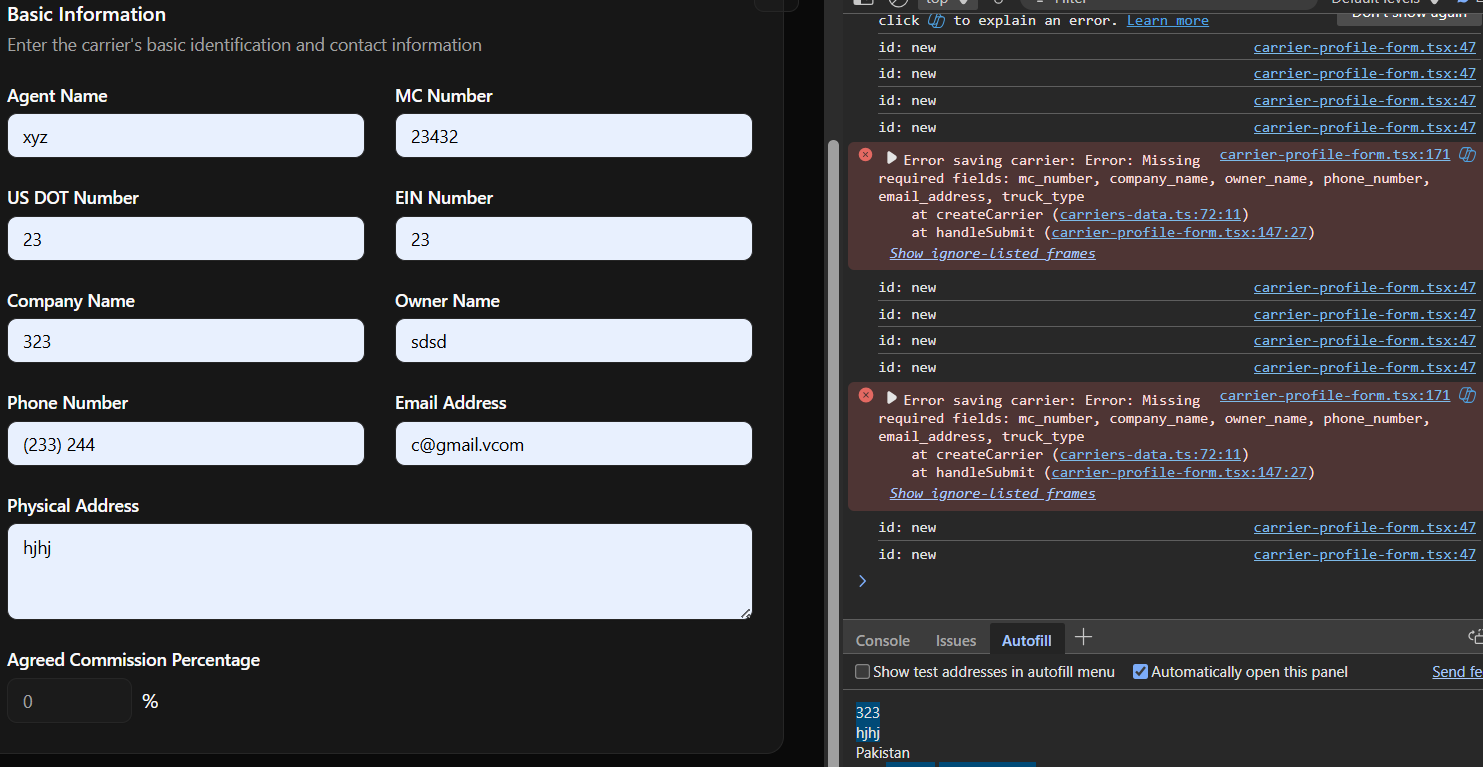 Basic Information
Enter the carrier's basic identification and contact information
Agent Name
MC Number
xyz
23432
US DOT Number
EIN Number
23
23
Company Name
Owner Name
323
sdsd
Phone Number
Email Address
(233) 244
c@gmail.vcom
Physical Address
hjhj
Agreed Commission Percentage
0
%
top
Filter
Default levels
click to explain an error. Learn more
Don't show again
id: new carrier-profile-form.tsx:47
id: new carrier-profile-form.tsx:47
id: new carrier-profile-form.tsx:47
id: new carrier-profile-form.tsx:47
Error saving carrier: Error: Missing carrier-profile-form.tsx:171
required fields: mc_number, company_name, owner_name, phone_number,
email_address, truck_type
at createCarrier (carriers-data.ts:72:11)
at handleSubmit (carrier-profile-form.tsx:147:27)
Show ignore-listed frames
id: new carrier-profile-form.tsx:47
id: new carrier-profile-form.tsx:47
id: new carrier-profile-form.tsx:47
id: new carrier-profile-form.tsx:47
Error saving carrier: Error: Missing carrier-profile-form.tsx:171
required fields: mc_number, company_name, owner_name, phone_number,
email_address, truck_type
at createCarrier (carriers-data.ts:72:11)
at handleSubmit (carrier-profile-form.tsx:147:27)
Show ignore-listed frames
id: new carrier-profile-form.tsx:47
id: new carrier-profile-form.tsx:47
Console
Issues
Autofill
Show test addresses in autofill menu
Automatically open this panel
Send fe
323
hjhj
Pakistan